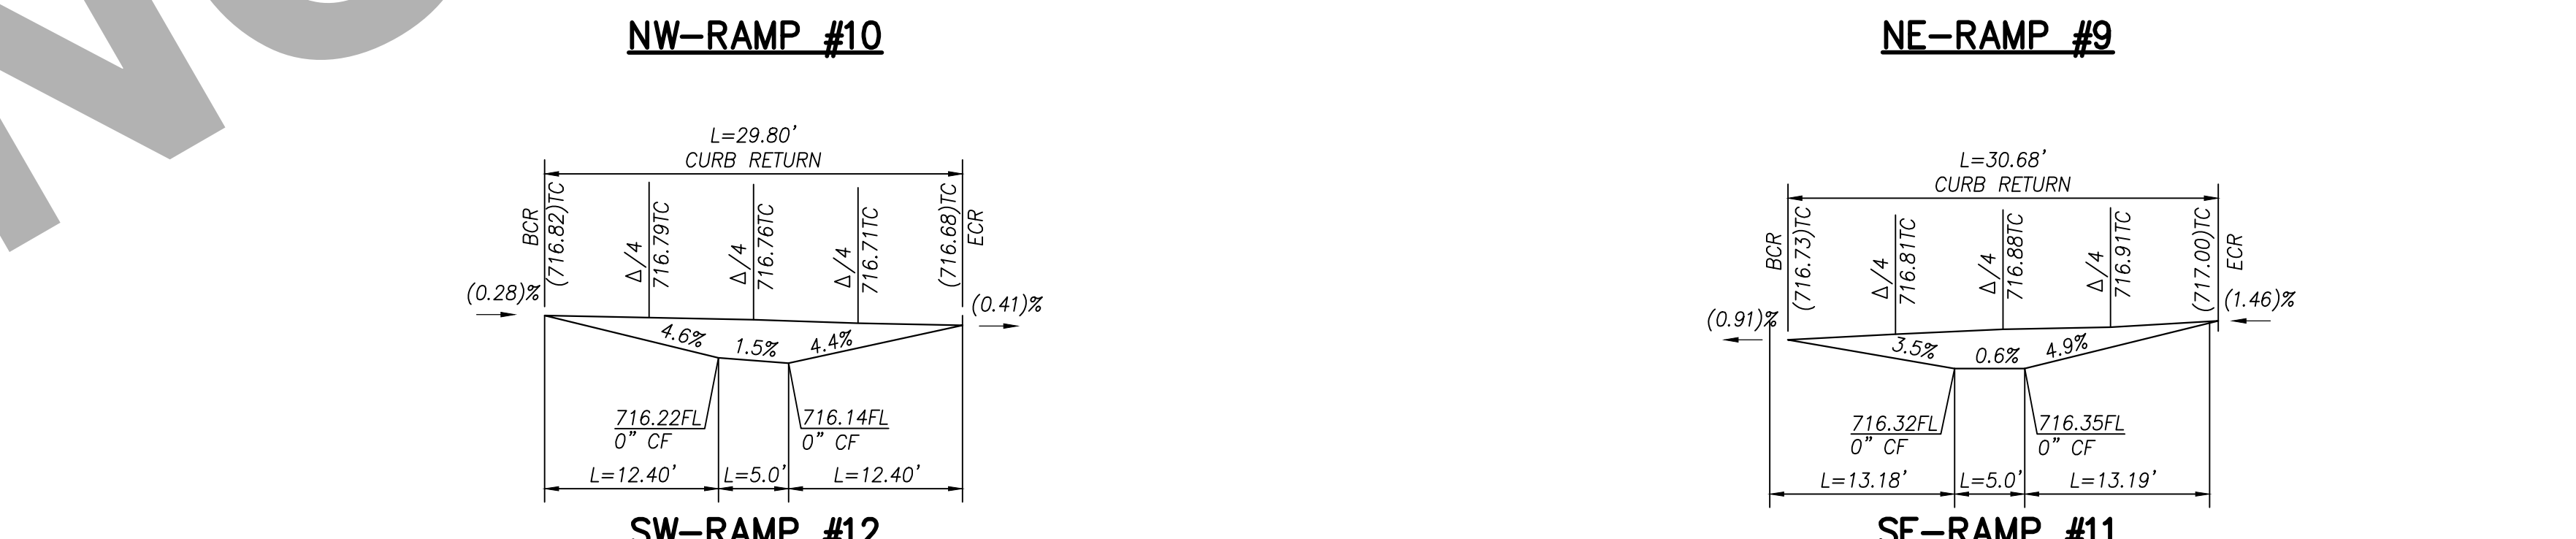 NW-RAMP #10
L=29.80'
CURB RETURN
BCR
(716.82)TC
Δ/4
716.79TC
Δ/4
716.76TC
Δ/4
716.71TC
(716.68)TC
ECR
(0.28)%
(0.41)%
4.6%
1.5%
4.4%
716.22FL
0" CF
716.14FL
0" CF
L=12.40'
L=5.0'
L=12.40'
SW-RAMP #12
NE-RAMP #9
L=30.68'
CURB RETURN
BCR
(716.73)TC
Δ/4
716.81TC
Δ/4
716.88TC
Δ/4
716.91TC
(717.00)TC
ECR
(0.91)%
(1.46)%
3.5%
0.6%
4.9%
716.32FL
0" CF
716.35FL
0" CF
L=13.18'
L=5.0'
L=13.19'
SE-RAMP #11